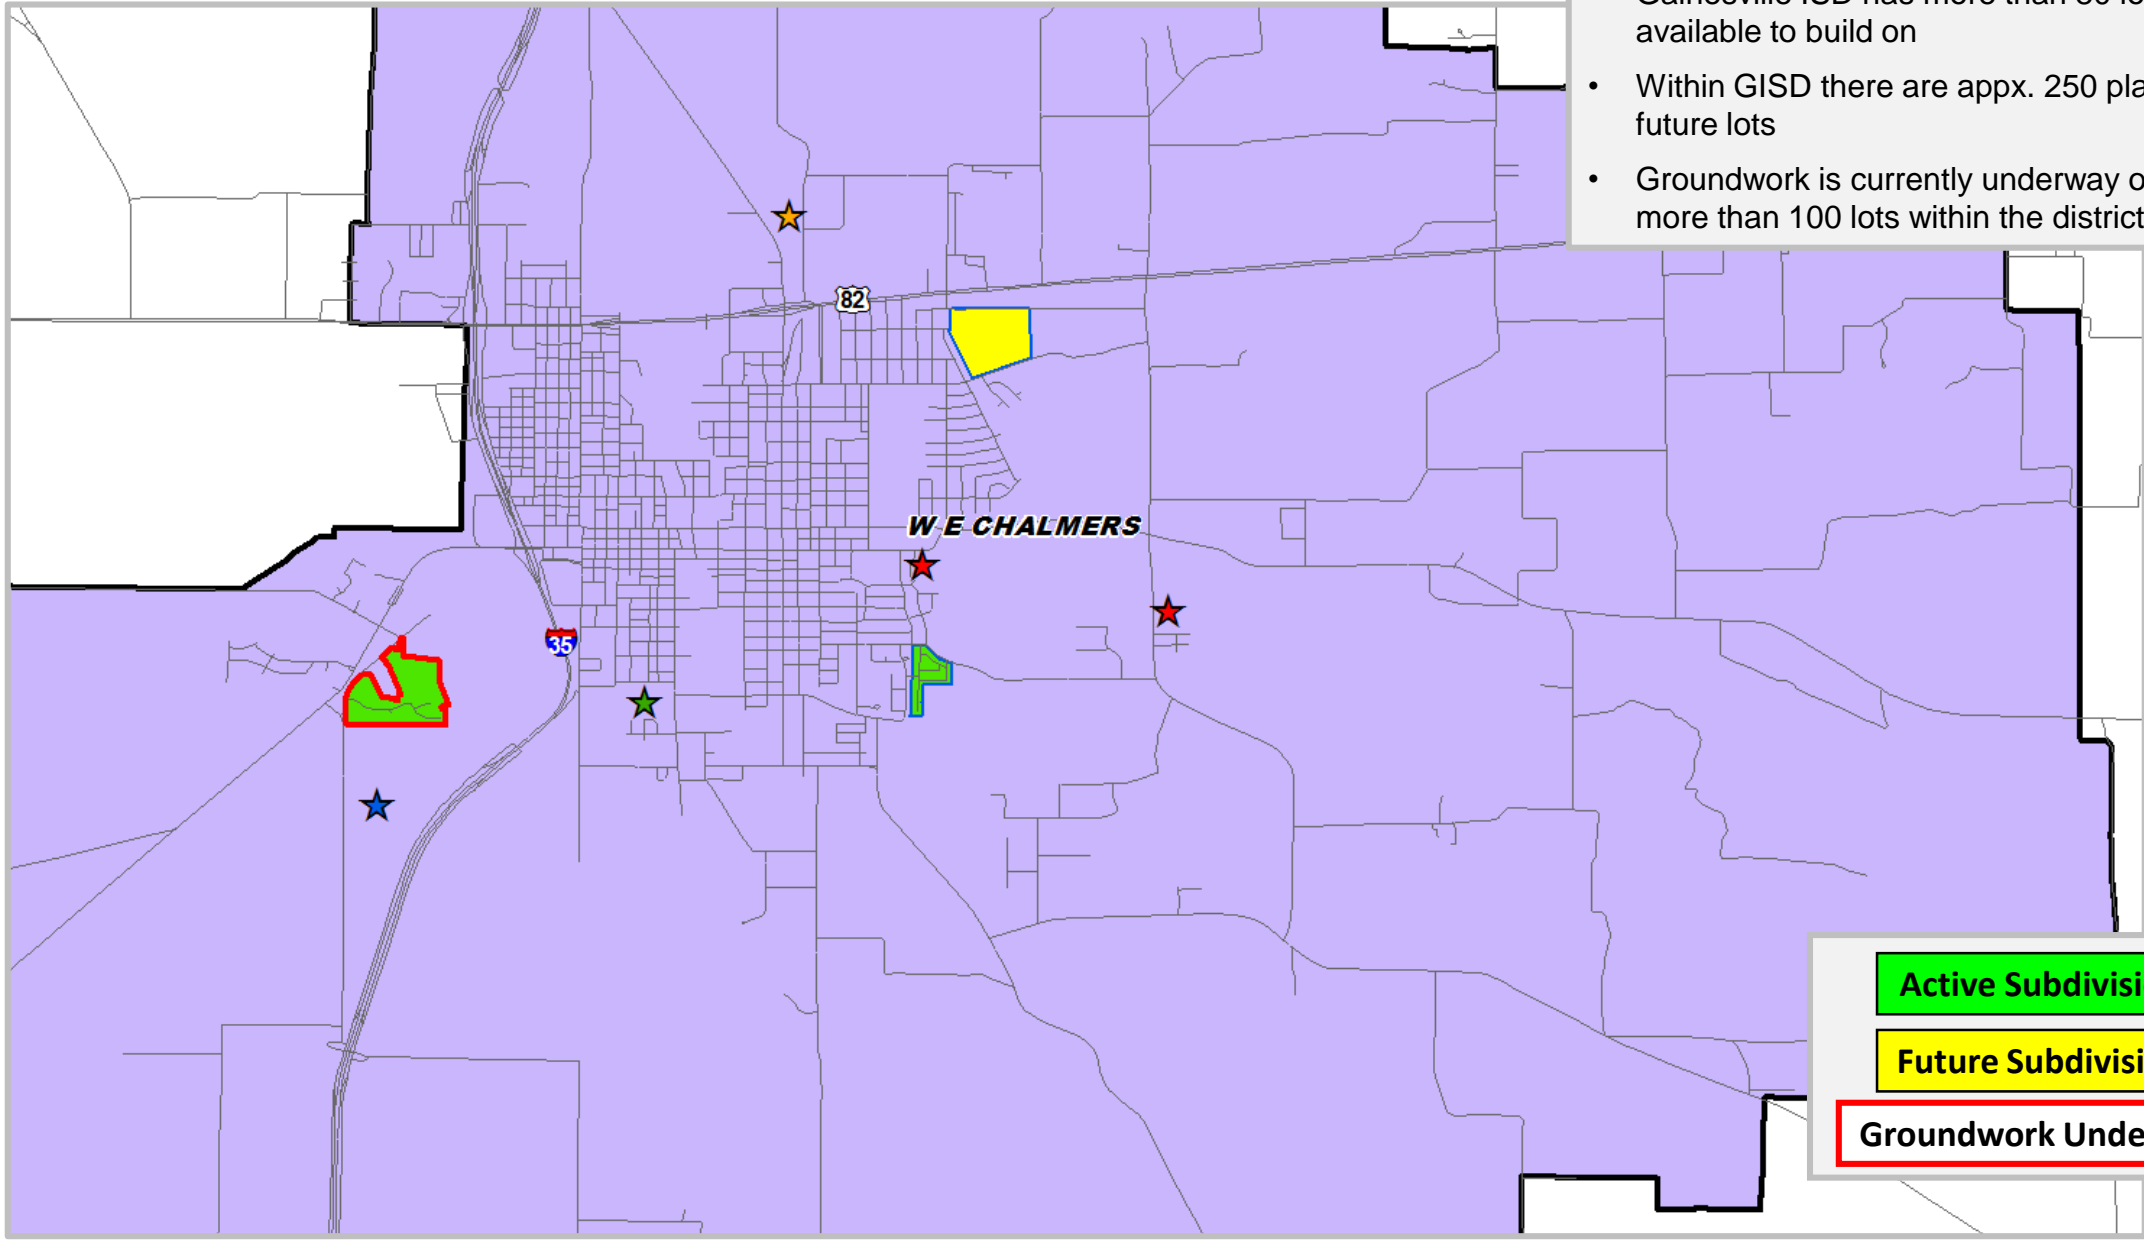 available to build on
• Within GISD there are appx. 250
future lots
• Groundwork is currently underway
more than 100 lots within the district
82
W E CHALMERS
35
Active
Future
Groundwork